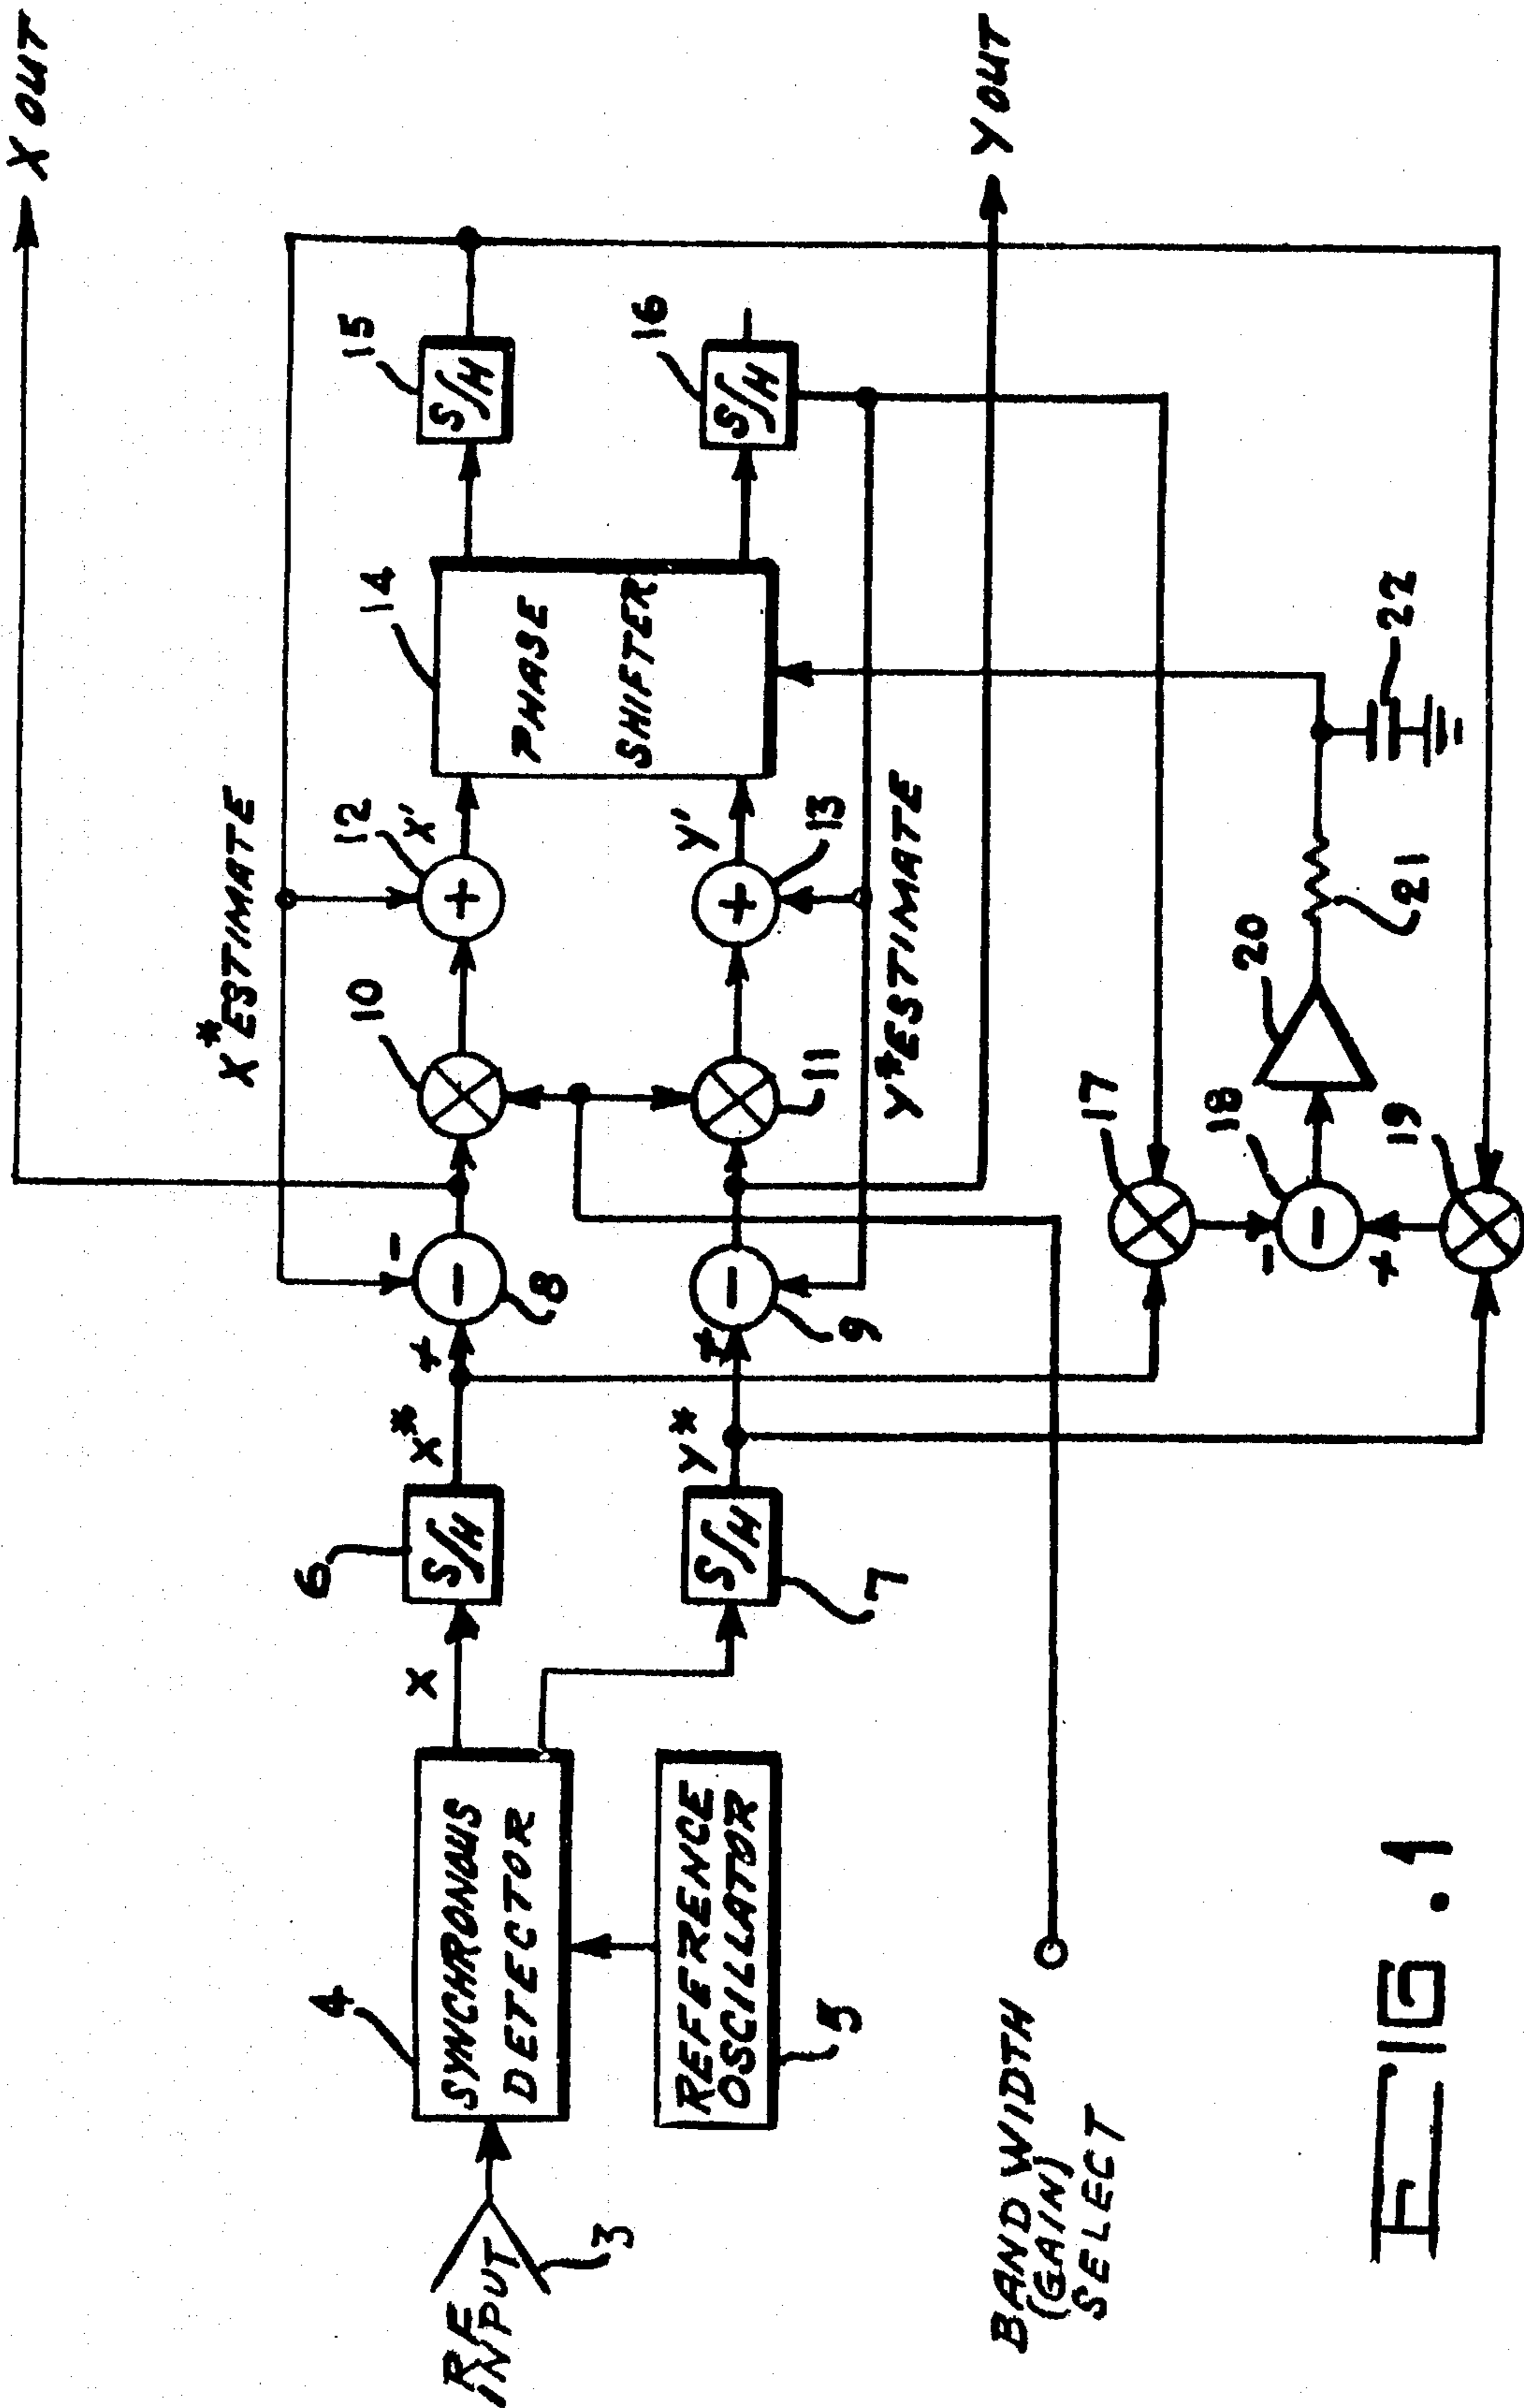 X OUT
X* ESTIMATE
RF
INPUT
3
4
SYNCHRONOUS
DETECTOR
X
6
S/H
X*
+
-
-
8
10
12
X'
+
14
PHASE
SHIFTER
15
S/H
REFERENCE
OSCILLATOR
5
7
S/H
Y*
+
-
9
11
Y'
+
13
16
S/H
Y* ESTIMATE
Y OUT
BAND WIDTH
(GAIN)
SELECT
17
-
18
-
+
19
20
21
22
FIG. 1